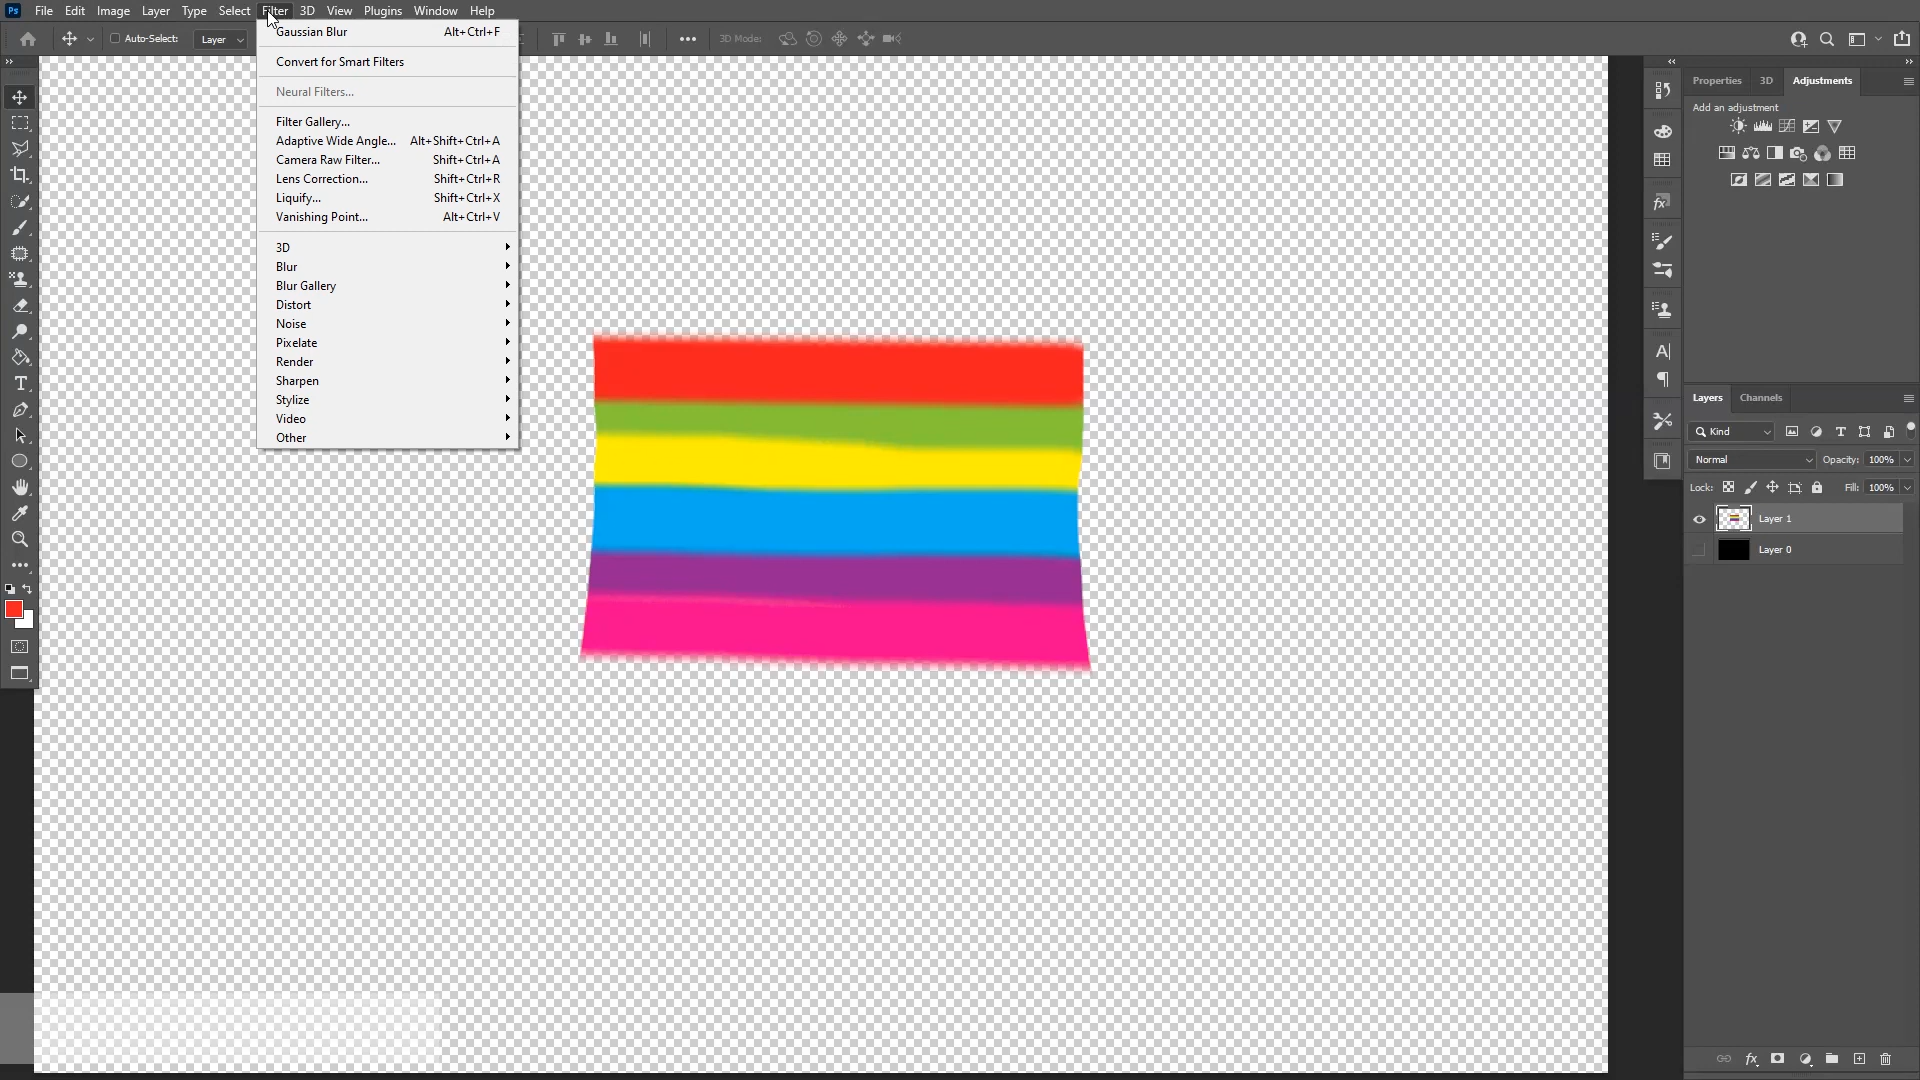 Ps File Edit Image Layer Type Select Filter 3D View Plugins Window Help
Auto-Select: Layer 3D Mode:
Gaussian Blur Alt+Ctrl+F
Convert for Smart Filters
Neural Filters...
Filter Gallery...
Adaptive Wide Angle... Alt+Shift+Ctrl+A
Camera Raw Filter... Shift+Ctrl+A
Lens Correction... Shift+Ctrl+R
Liquify... Shift+Ctrl+X
Vanishing Point... Alt+Ctrl+V
3D
Blur
Blur Gallery
Distort
Noise
Pixelate
Render
Sharpen
Stylize
Video
Other
Properties 3D Adjustments
Add an adjustment
Layers Channels
Kind
Normal Opacity: 100%
Lock: Fill: 100%
Layer 1
Layer 0